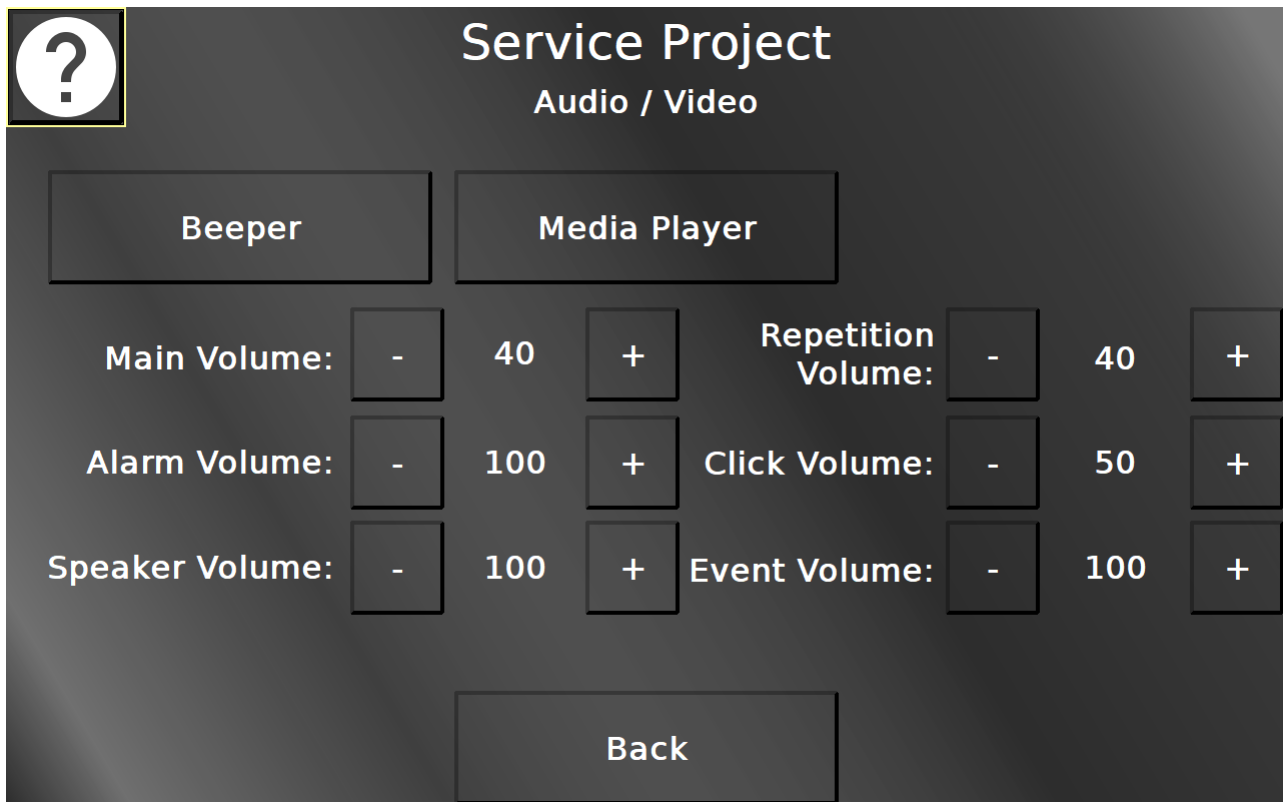 ?
Service Project
Audio / Video
Beeper
Media Player
Main Volume: - 40 +
Repetition
Volume: - 40 +
Alarm Volume: - 100 +
Click Volume: - 50 +
Speaker Volume: - 100 +
Event Volume: - 100 +
Back